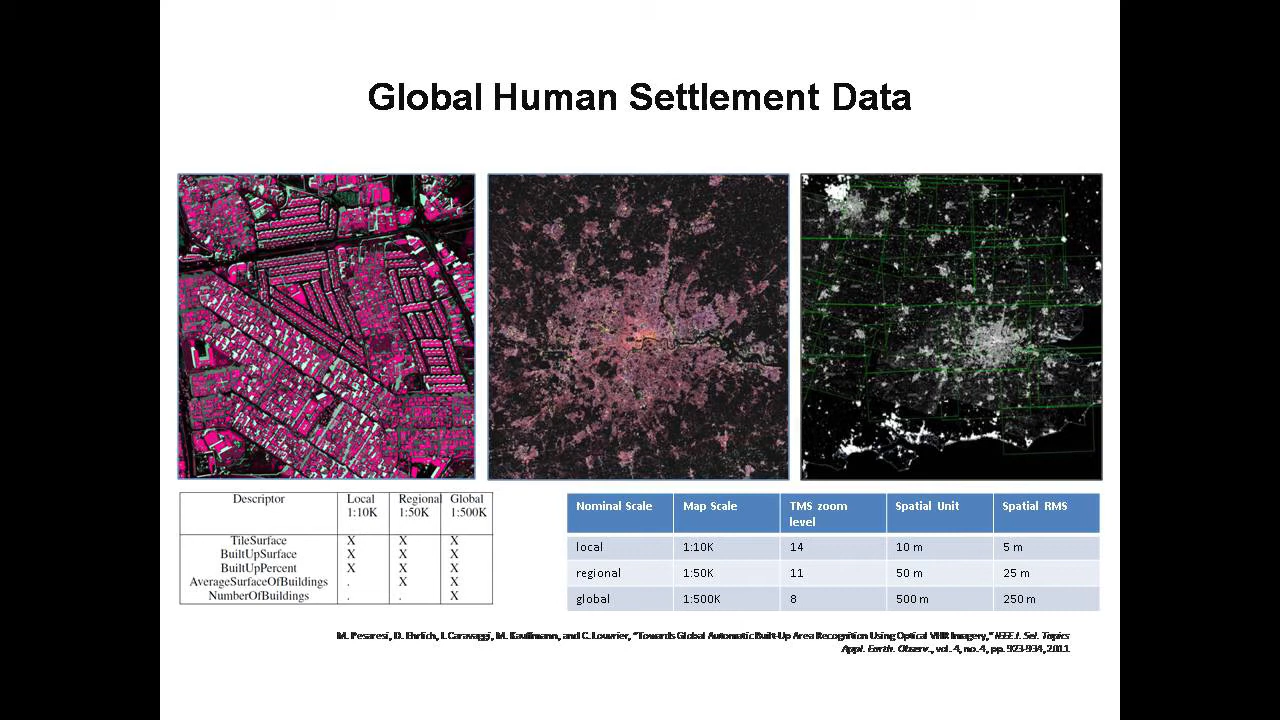 Global Human Settlement Data
Descriptor Local Regional Global
1:10K 1:50K 1:500K
TileSurface X X X
BuiltUpSurface X X X
BuiltUpPercent X X X
AverageSurfaceOfBuildings . X X
NumberOfBuildings . . X
Nominal Scale Map Scale TMS zoom Spatial Unit Spatial RMS
level
local 1:10K 14 10 m 5 m
regional 1:50K 11 50 m 25 m
global 1:500K 8 500 m 250 m
M. Pesaresi, D. Ehrlich, I. Caravaggi, M. Kauffmann, and C. Louvrier, "Towards Global Automatic Built-Up Area Recognition Using Optical VHR Imagery," IEEE J. Sel. Topics
Appl. Earth. Observ., vol. 4, no. 4, pp. 923-934, 2011